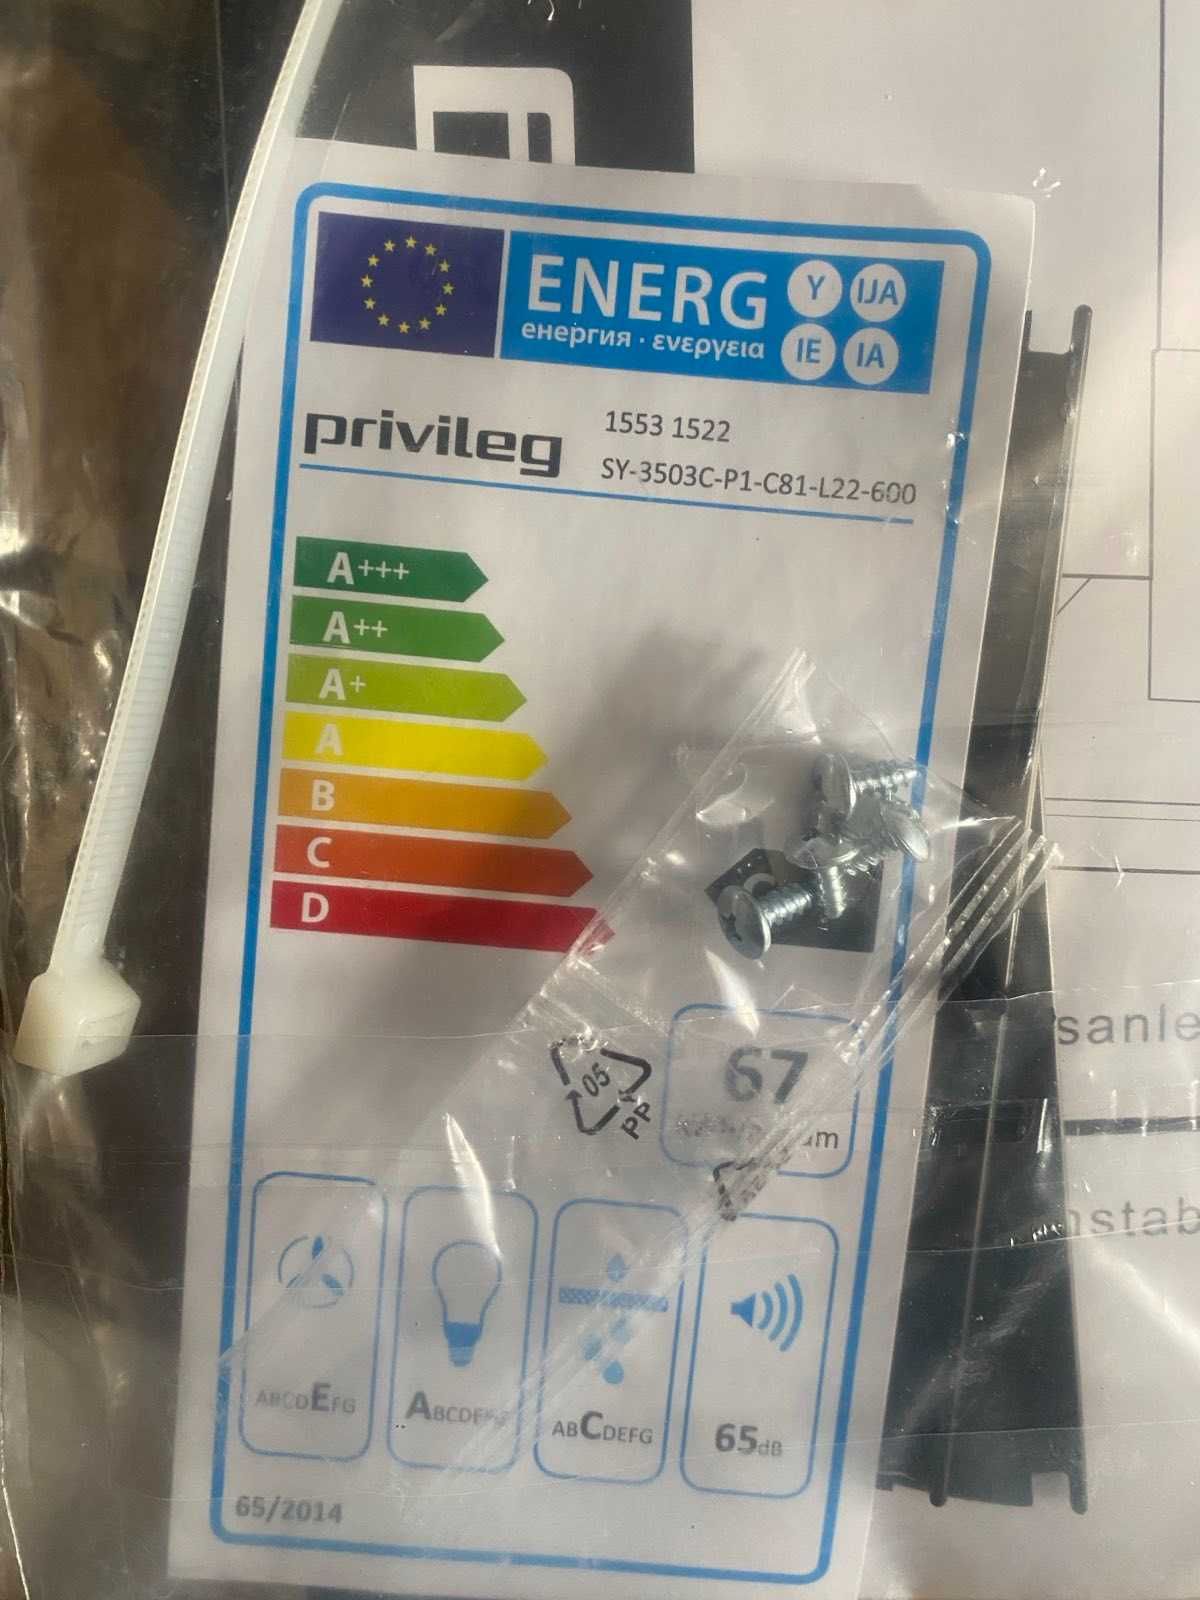 ENERG
енергия · ενεργεια
Y IJA
IE IA
privileg
1553 1522
SY-3503C-P1-C81-L22-600
A+++
A++
A+
A
B
C
D
C
05
PP
67
sanle
nstab
ABCDEFG
ABCDEFG
ABCDEFG
65dB
65/2014